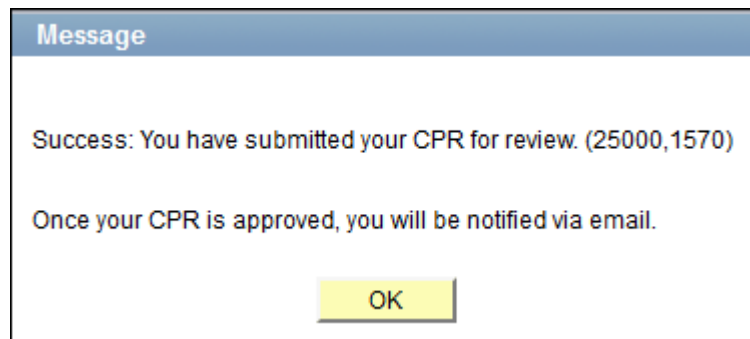 Message
Success: You have submitted your CPR for review. (25000,1570)
Once your CPR is approved, you will be notified via email.
OK